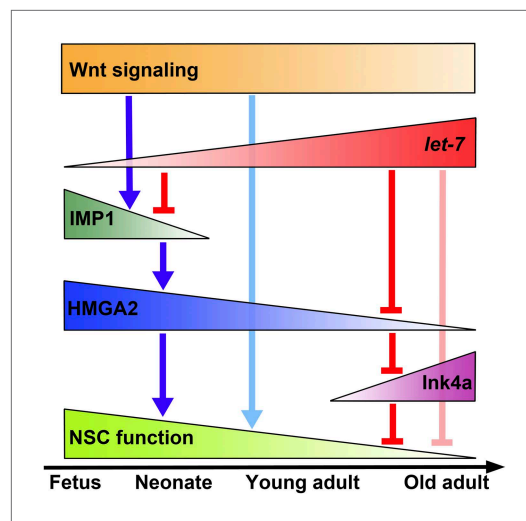 Wnt signaling
let-7
IMP1
HMGA2
Ink4a
NSC function
Fetus Neonate Young adult Old adult